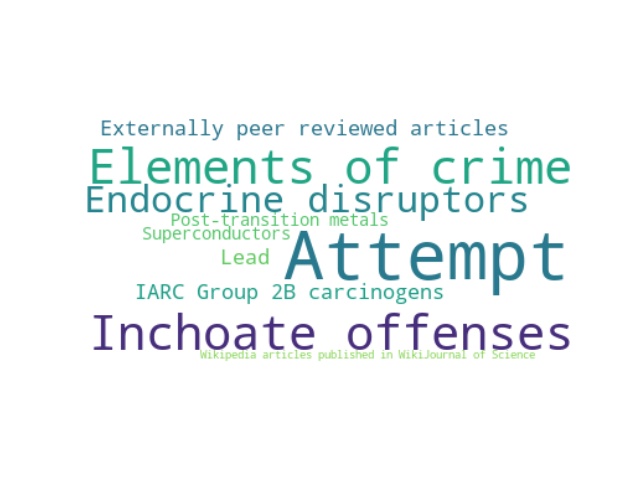 Externally peer reviewed articles
Elements of crime
Endocrine disruptors
Post-transition metals
Superconductors
Lead
Attempt
IARC Group 2B carcinogens
Inchoate offenses
Wikipedia articles published in WikiJournal of Science